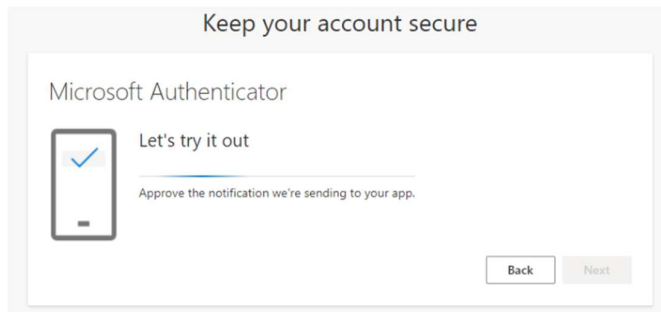 Keep your account secure
Microsoft Authenticator
Let's try it out
Approve the notification we're sending to your app.
Back
Next